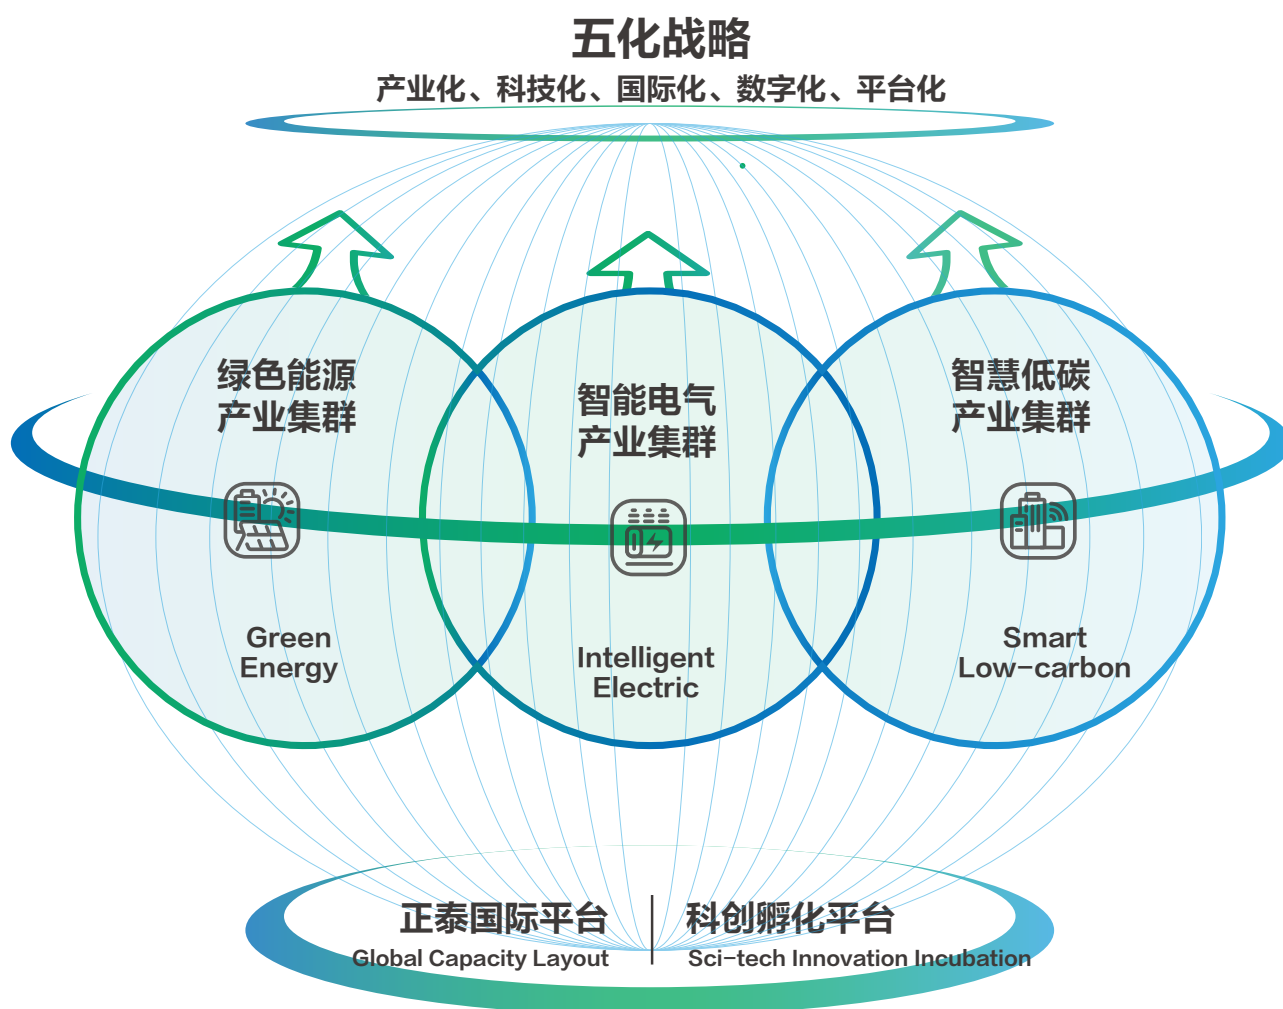 五化战略
产业化、科技化、国际化、数字化、平台化
绿色能源
产业集群
Green
Energy
智能电气
产业集群
Intelligent
Electric
智慧低碳
产业集群
Smart
Low-carbon
正泰国际平台
Global Capacity Layout
科创孵化平台
Sci-tech Innovation Incubation